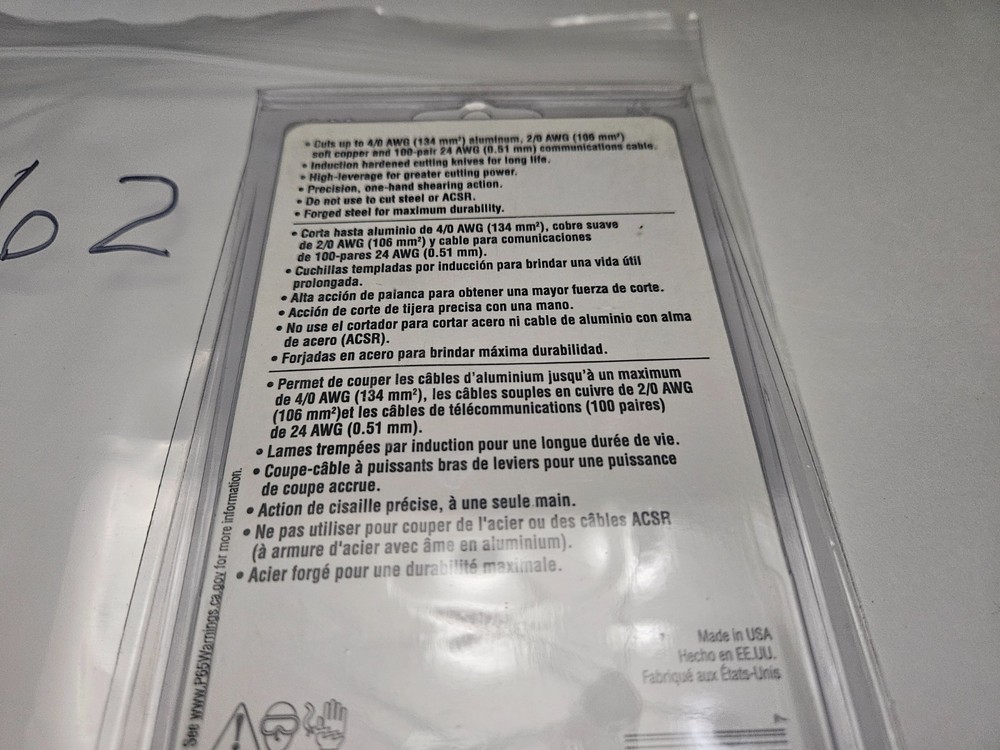 62
• Cuts up to 4/0 AWG (134 mm²) aluminum, 2/0 AWG (106 mm²)
soft copper and 100-pair 24 AWG (0.51 mm) communications cable.
• Induction hardened cutting knives for long life.
• High-leverage for greater cutting power.
• Precision, one-hand shearing action.
• Do not use to cut steel or ACSR.
• Forged steel for maximum durability.
• Corta hasta aluminio de 4/0 AWG (134 mm²), cobre suave
de 2/0 AWG (106 mm²) y cable para comunicaciones
de 100-pares 24 AWG (0.51 mm).
• Cuchillas templadas por inducción para brindar una vida útil
prolongada.
• Alta acción de palanca para obtener una mayor fuerza de corte.
• Acción de corte de tijera precisa con una mano.
• No use el cortador para cortar acero ni cable de aluminio con alma
de acero (ACSR).
• Forjadas en acero para brindar máxima durabilidad.
• Permet de couper les câbles d'aluminium jusqu'à un maximum
de 4/0 AWG (134 mm²), les câbles souples en cuivre de 2/0 AWG
(106 mm²)et les câbles de télécommunications (100 paires)
de 24 AWG (0.51 mm).
• Lames trempées par induction pour une longue durée de vie.
• Coupe-câble à puissants bras de leviers pour une puissance
de coupe accrue.
• Action de cisaille précise, à une seule main.
• Ne pas utiliser pour couper de l'acier ou des câbles ACSR
(à armure d'acier avec âme en aluminium).
• Acier forgé pour une durabilité maximale.
See www.P65Warnings.ca.gov for more information.
Made in USA
Hecho en EE.UU.
Fabriqué aux États-Unis